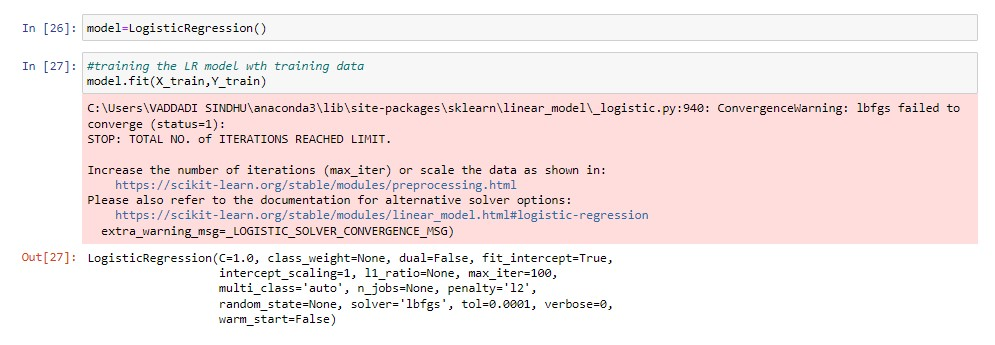 In [26]: model=LogisticRegression()
In [27]: #training the LR model wth training data
model.fit(X_train,Y_train)
C:\Users\VADDADI SINDHU\anaconda3\lib\site-packages\sklearn\linear_model\_logistic.py:940: ConvergenceWarning: lbfgs failed to
converge (status=1):
STOP: TOTAL NO. of ITERATIONS REACHED LIMIT.
Increase the number of iterations (max_iter) or scale the data as shown in:
https://scikit-learn.org/stable/modules/preprocessing.html
Please also refer to the documentation for alternative solver options:
https://scikit-learn.org/stable/modules/linear_model.html#logistic-regression
extra_warning_msg=_LOGISTIC_SOLVER_CONVERGENCE_MSG)
Out[27]: LogisticRegression(C=1.0, class_weight=None, dual=False, fit_intercept=True,
intercept_scaling=1, l1_ratio=None, max_iter=100,
multi_class='auto', n_jobs=None, penalty='l2',
random_state=None, solver='lbfgs', tol=0.0001, verbose=0,
warm_start=False)